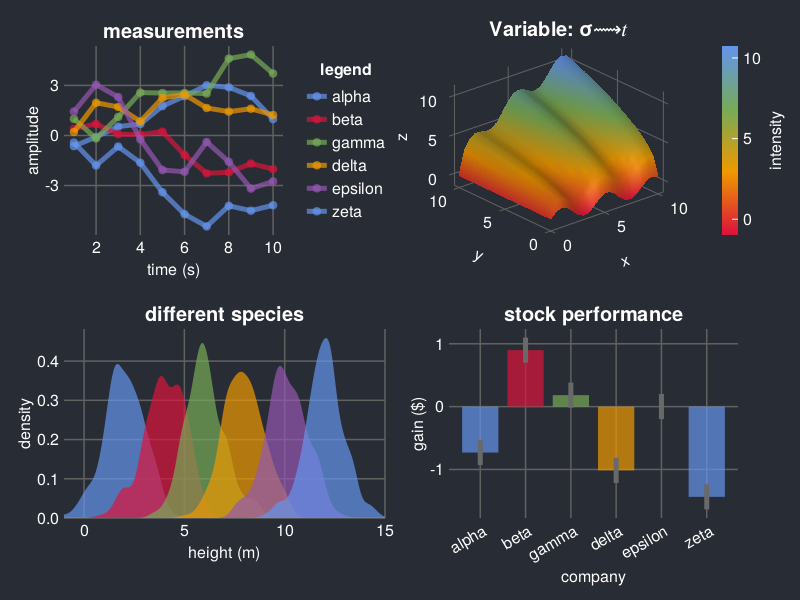 measurements
amplitude
3
0
-3
2
4
6
8
10
time (s)
legend
alpha
beta
gamma
delta
epsilon
zeta
Variable: σ⟿𝑡
z
10
5
0
10
5
0
y
0
5
10
x
10
5
0
intensity
different species
density
0.4
0.3
0.2
0.1
0.0
0
5
10
15
height (m)
stock performance
gain ($)
1
0
-1
alpha
beta
gamma
delta
epsilon
zeta
company